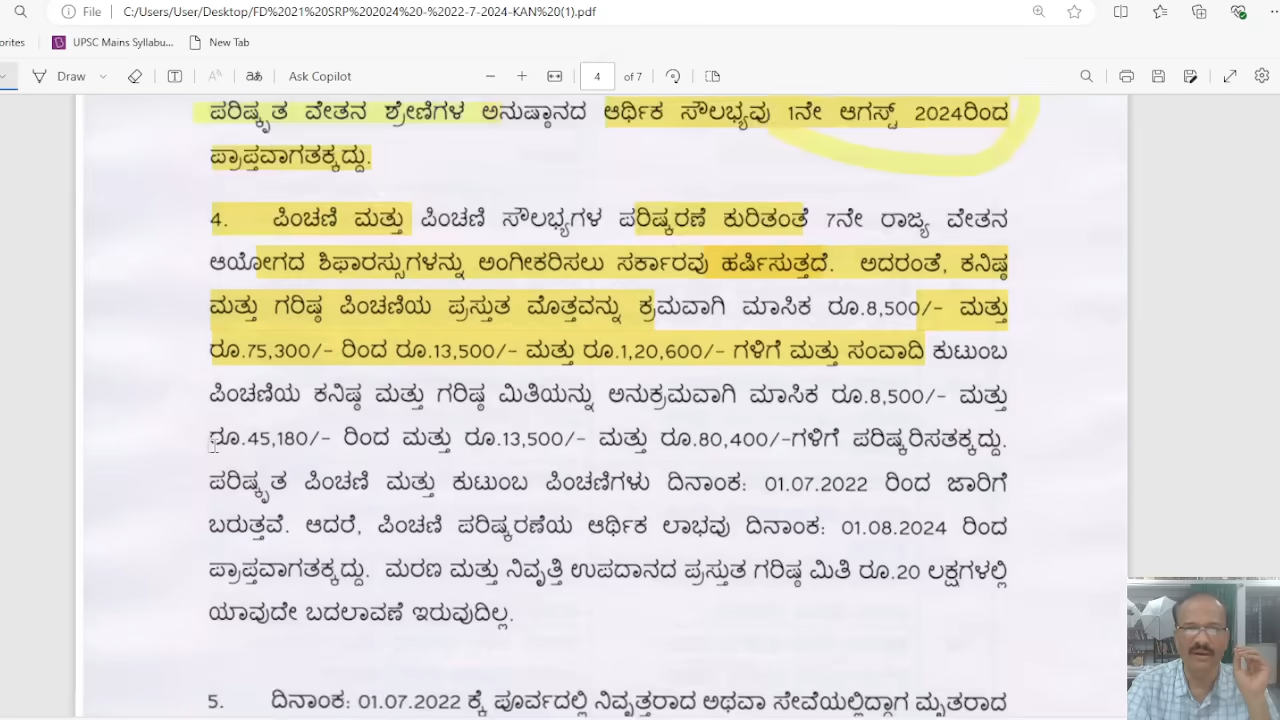 File
C:/Users/User/Desktop/FD%2021%20SRP%202024%20-%2022-7-2024-KAN%20(1).pdf
orites
UPSC Mains Syllabu...
New Tab
Draw
Ask Copilot
4 of 7
ಪರಿಷ್ಕೃತ ವೇತನ ಶ್ರೇಣಿಗಳ ಅನುಷ್ಠಾನದ ಆರ್ಥಿಕ ಸೌಲಭ್ಯವು 1ನೇ ಆಗಸ್ಟ್ 2024ರಿಂದ
ಪ್ರಾಪ್ತವಾಗತಕ್ಕದ್ದು.
4. ಪಿಂಚಣಿ ಮತ್ತು ಪಿಂಚಣಿ ಸೌಲಭ್ಯಗಳ ಪರಿಷ್ಕರಣೆ ಕುರಿತಂತೆ 7ನೇ ರಾಜ್ಯ ವೇತನ
ಆಯೋಗದ ಶಿಫಾರಸ್ಸುಗಳನ್ನು ಅಂಗೀಕರಿಸಲು ಸರ್ಕಾರವು ಹರ್ಷಿಸುತ್ತದೆ. ಅದರಂತೆ, ಕನಿಷ್ಠ
ಮತ್ತು ಗರಿಷ್ಠ ಪಿಂಚಣಿಯ ಪ್ರಸ್ತುತ ಮೊತ್ತವನ್ನು ಕ್ರಮವಾಗಿ ಮಾಸಿಕ ರೂ.8,500/- ಮತ್ತು
ರೂ.75,300/- ರಿಂದ ರೂ.13,500/- ಮತ್ತು ರೂ.1,20,600/- ಗಳಿಗೆ ಮತ್ತು ಸಂವಾದಿ ಕುಟುಂಬ
ಪಿಂಚಣಿಯ ಕನಿಷ್ಠ ಮತ್ತು ಗರಿಷ್ಠ ಮಿತಿಯನ್ನು ಅನುಕ್ರಮವಾಗಿ ಮಾಸಿಕ ರೂ.8,500/- ಮತ್ತು
ರೂ.45,180/- ರಿಂದ ಮತ್ತು ರೂ.13,500/- ಮತ್ತು ರೂ.80,400/-ಗಳಿಗೆ ಪರಿಷ್ಕರಿಸತಕ್ಕದ್ದು.
ಪರಿಷ್ಕೃತ ಪಿಂಚಣಿ ಮತ್ತು ಕುಟುಂಬ ಪಿಂಚಣಿಗಳು ದಿನಾಂಕ: 01.07.2022 ರಿಂದ ಜಾರಿಗೆ
ಬರುತ್ತವೆ. ಆದರೆ, ಪಿಂಚಣಿ ಪರಿಷ್ಕರಣೆಯ ಆರ್ಥಿಕ ಲಾಭವು ದಿನಾಂಕ: 01.08.2024 ರಿಂದ
ಪ್ರಾಪ್ತವಾಗತಕ್ಕದ್ದು. ಮರಣ ಮತ್ತು ನಿವೃತ್ತಿ ಉಪದಾನದ ಪ್ರಸ್ತುತ ಗರಿಷ್ಠ ಮಿತಿ ರೂ.20 ಲಕ್ಷಗಳಲ್ಲಿ
ಯಾವುದೇ ಬದಲಾವಣೆ ಇರುವುದಿಲ್ಲ.
5. ದಿನಾಂಕ: 01.07.2022 ಕ್ಕೆ ಪೂರ್ವದಲ್ಲಿ ನಿವೃತ್ತರಾದ ಅಥವಾ ಸೇವೆಯಲ್ಲಿದ್ದಾಗ ಮೃತರಾದ